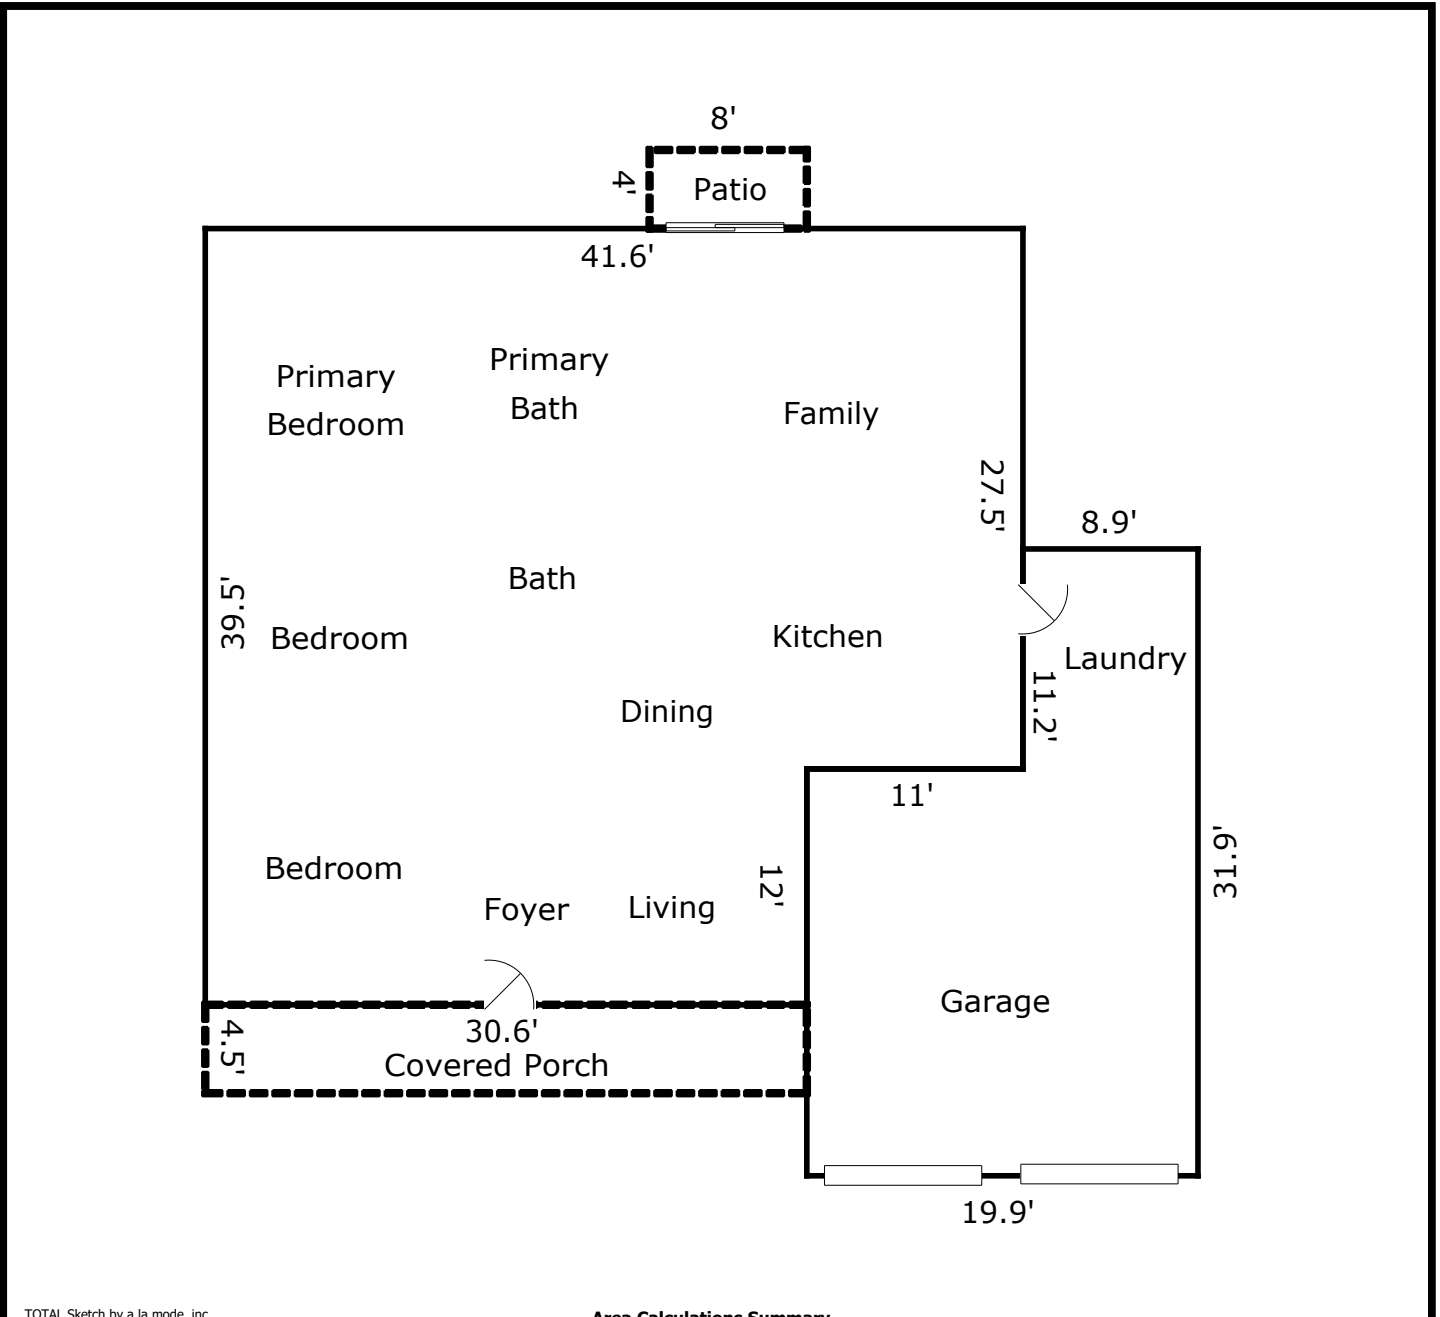 8'
4'
Patio
41.6'
Primary
Bedroom
Primary
Bath
Family
27.5'
8.9'
39.5'
Bath
Bedroom
Kitchen
Laundry
11.2'
Dining
11'
31.9'
12'
Bedroom
Foyer
Living
Garage
4.5'
30.6'
Covered Porch
19.9'
TOTAL Sketch by a la mode, inc.
Area Calculations Summary